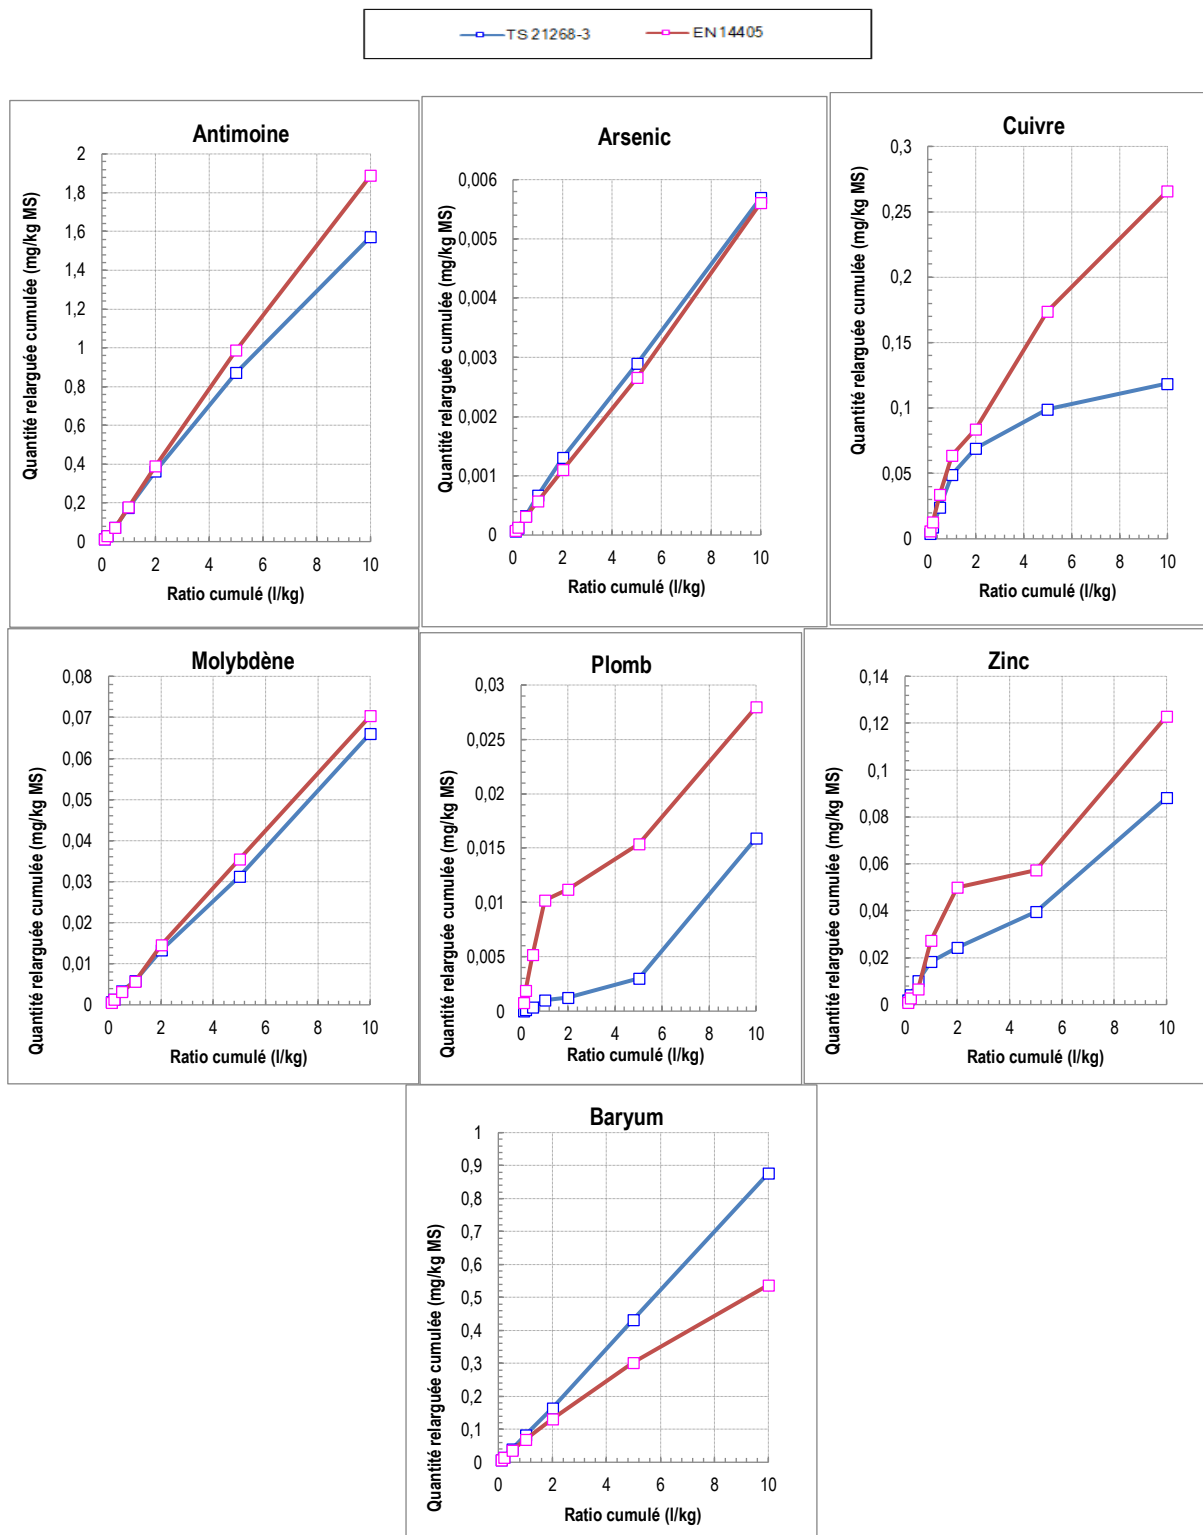 TS 21268-3 EN 14405
Antimoine
Quantité relarguée cumulée (mg/kg MS)
2
1,8
1,6
1,4
1,2
1
0,8
0,6
0,4
0,2
0
0 2 4 6 8 10
Ratio cumulé (l/kg)
Arsenic
Quantité relarguée cumulée (mg/kg MS)
0,006
0,005
0,004
0,003
0,002
0,001
0
0 2 4 6 8 10
Ratio cumulé (l/kg)
Cuivre
Quantité relarguée cumulée (mg/kg MS)
0,3
0,25
0,2
0,15
0,1
0,05
0
0 2 4 6 8 10
Ratio cumulé (l/kg)
Molybdène
Quantité relarguée cumulée (mg/kg MS)
0,08
0,07
0,06
0,05
0,04
0,03
0,02
0,01
0
0 2 4 6 8 10
Ratio cumulé (l/kg)
Plomb
Quantité relarguée cumulée (mg/kg MS)
0,03
0,025
0,02
0,015
0,01
0,005
0
0 2 4 6 8 10
Ratio cumulé (l/kg)
Zinc
Quantité relarguée cumulée (mg/kg MS)
0,14
0,12
0,1
0,08
0,06
0,04
0,02
0
0 2 4 6 8 10
Ratio cumulé (l/kg)
Baryum
Quantité relarguée cumulée (mg/kg MS)
1
0,9
0,8
0,7
0,6
0,5
0,4
0,3
0,2
0,1
0
0 2 4 6 8 10
Ratio cumulé (l/kg)